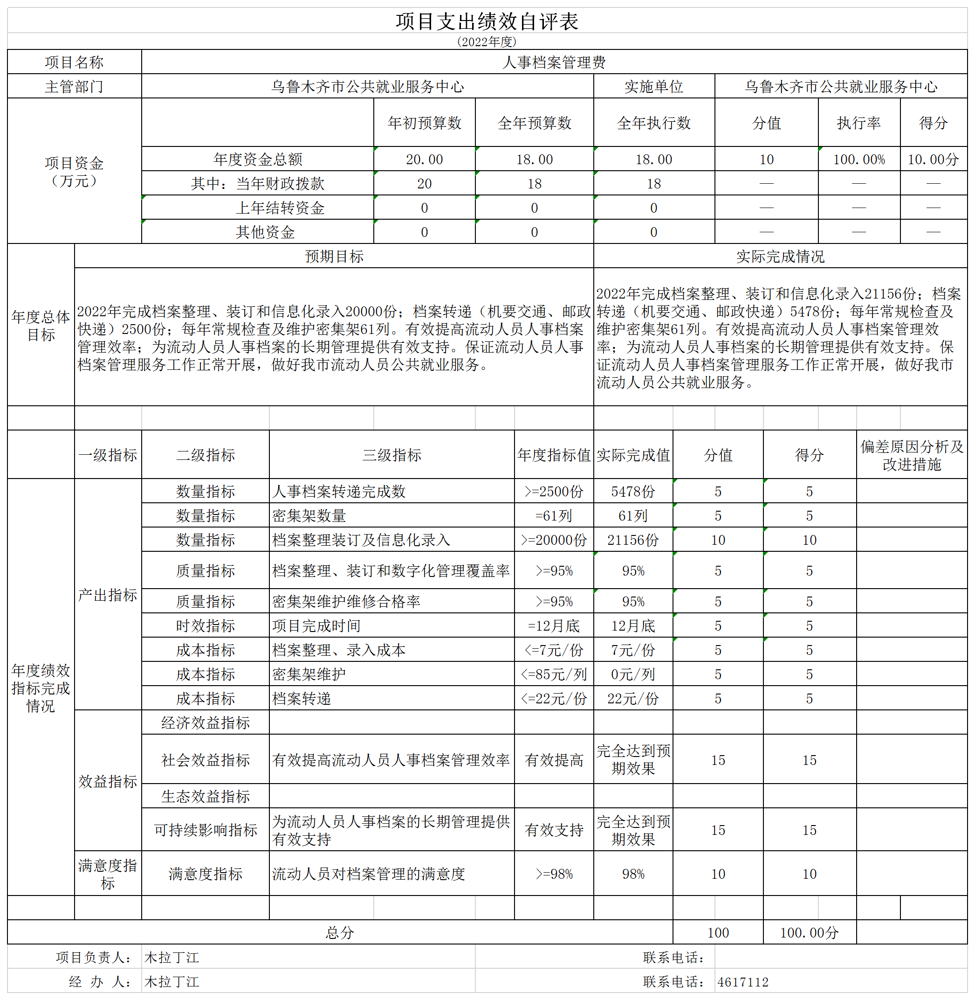 项目支出绩效自评表
(2022年度)
项目名称 人事档案管理费
主管部门 乌鲁木齐市公共就业服务中心 实施单位 乌鲁木齐市公共就业服务中心
项目资金
（万元）
年初预算数 全年预算数 全年执行数 分值 执行率 得分
年度资金总额 20.00 18.00 18.00 10 100.00% 10.00分
其中：当年财政拨款 20 18 18 — — —
上年结转资金 0 0 0 — — —
其他资金 0 0 0 — — —
年度总体
目标
预期目标 实际完成情况
2022年完成档案整理、装订和信息化录入20000份；档案转递（机要交通、邮政
快递）2500份；每年常规检查及维护密集架61列。有效提高流动人员人事档案
管理效率；为流动人员人事档案的长期管理提供有效支持。保证流动人员人事
档案管理服务工作正常开展，做好我市流动人员公共就业服务。
2022年完成档案整理、装订和信息化录入21156份；档案
转递（机要交通、邮政快递）5478份；每年常规检查及
维护密集架61列。有效提高流动人员人事档案管理效
率；为流动人员人事档案的长期管理提供有效支持。保
证流动人员人事档案管理服务工作正常开展，做好我市
流动人员公共就业服务。
一级指标 二级指标 三级指标 年度指标值 实际完成值 分值 得分 偏差原因分析及
改进措施
年度绩效
指标完成
情况
产出指标
数量指标 人事档案转递完成数 >=2500份 5478份 5 5
数量指标 密集架数量 =61列 61列 5 5
数量指标 档案整理装订及信息化录入 >=20000份 21156份 10 10
质量指标 档案整理、装订和数字化管理覆盖率 >=95% 95% 5 5
质量指标 密集架维护维修合格率 >=95% 95% 5 5
时效指标 项目完成时间 =12月底 12月底 5 5
成本指标 档案整理、录入成本 <=7元/份 7元/份 5 5
成本指标 密集架维护 <=85元/列 0元/列 5 5
成本指标 档案转递 <=22元/份 22元/份 5 5
效益指标
经济效益指标
社会效益指标 有效提高流动人员人事档案管理效率 有效提高 完全达到预
期效果 15 15
生态效益指标
可持续影响指标 为流动人员人事档案的长期管理提供
有效支持 有效支持 完全达到预
期效果 15 15
满意度指
标
满意度指标 流动人员对档案管理的满意度 >=98% 98% 10 10
总分 100 100.00分
项目负责人： 木拉丁江 联系电话：
经 办 人： 木拉丁江 联系电话： 4617112